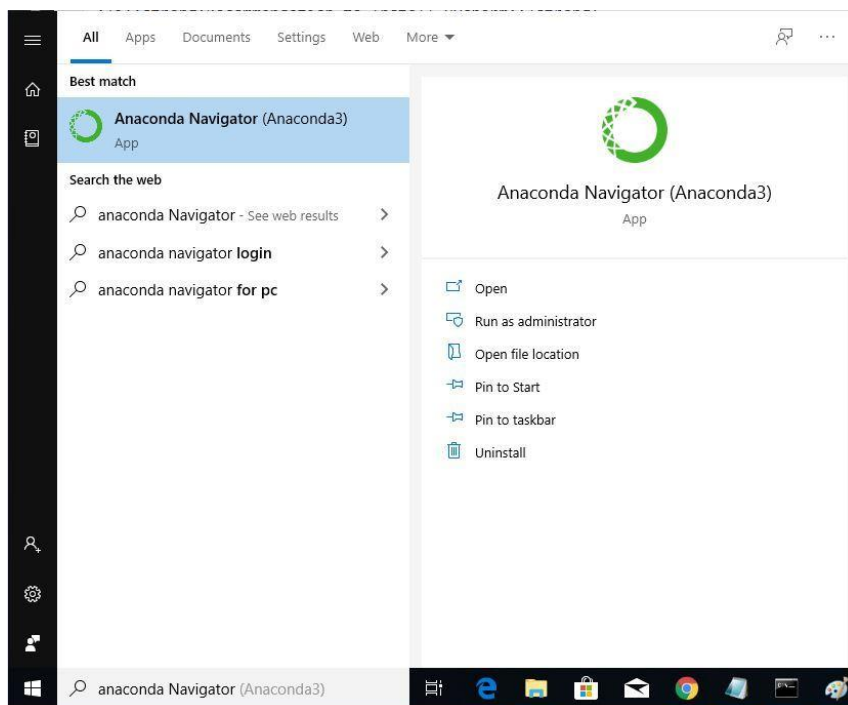 All Apps Documents Settings Web More
Best match
Anaconda Navigator (Anaconda3)
App
Search the web
anaconda Navigator - See web results
anaconda navigator login
anaconda navigator for pc
Anaconda Navigator (Anaconda3)
App
Open
Run as administrator
Open file location
Pin to Start
Pin to taskbar
Uninstall
anaconda Navigator (Anaconda3)